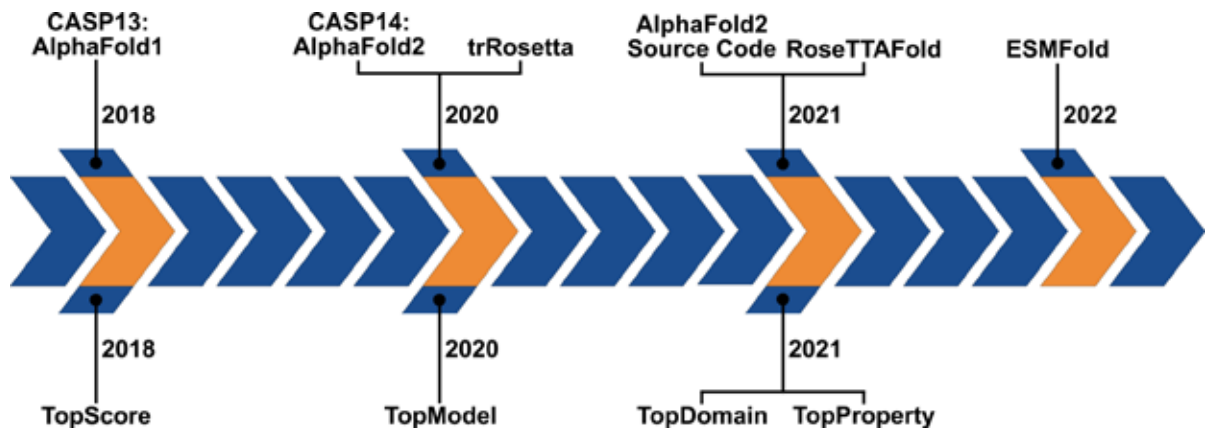 CASP13:
AlphaFold1
CASP14:
AlphaFold2
trRosetta
AlphaFold2
Source Code
RoseTTAFold
ESMFold
2018
2020
2021
2022
2018
2020
2021
TopScore
TopModel
TopDomain
TopProperty